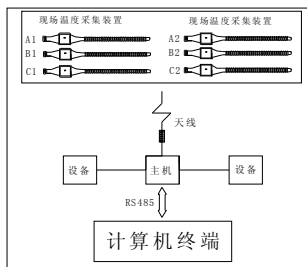 现场温度采集装置 现场温度采集装置
A1 A2
B1 B2
C1 C2
天线
设备 主机 设备
RS485
计算机终端